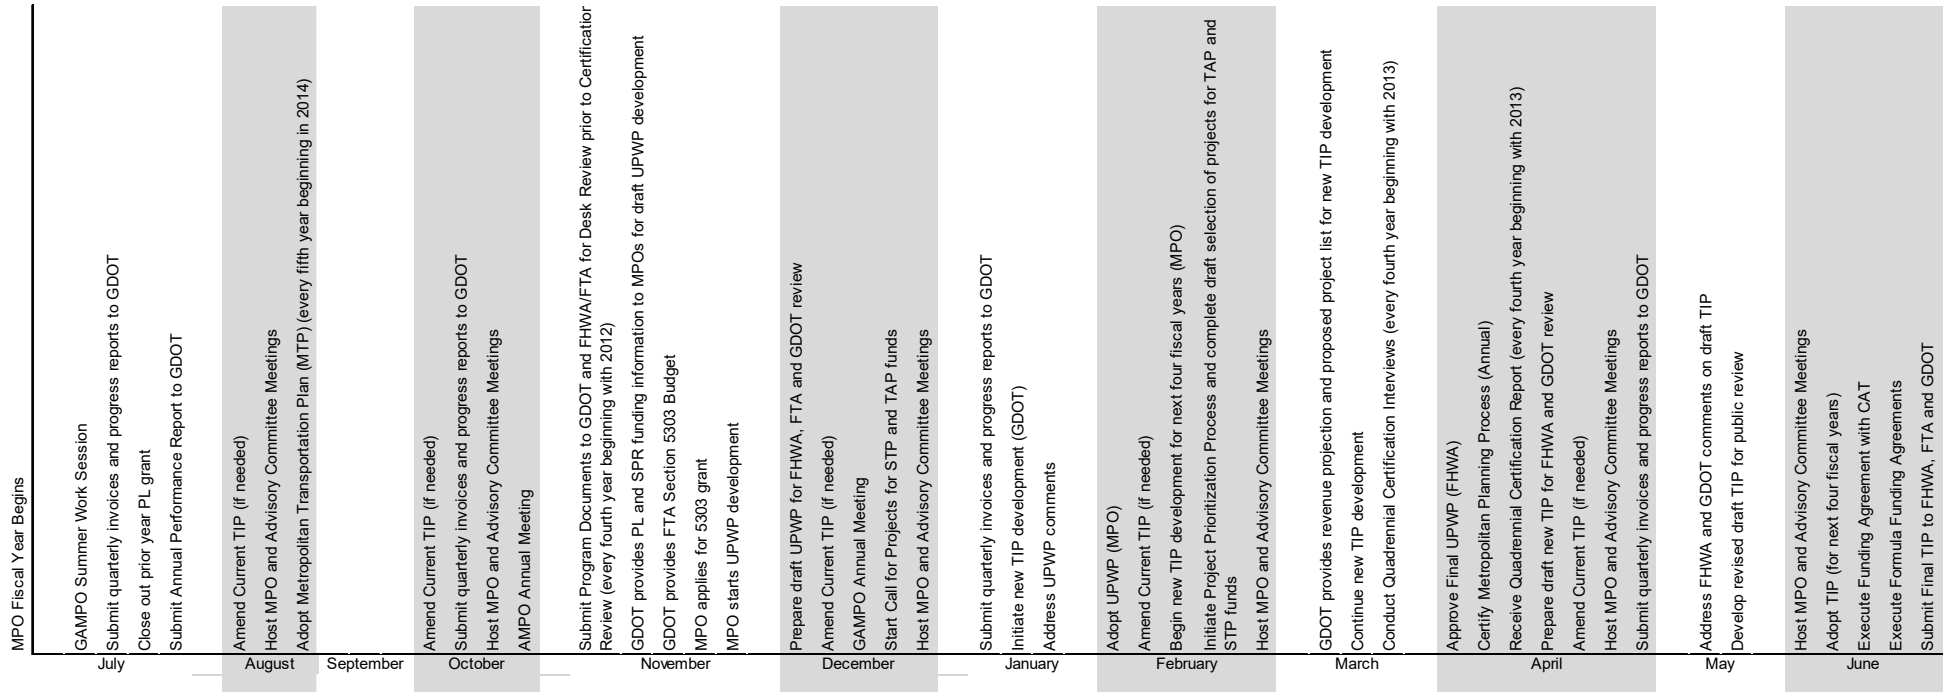 MPO Fiscal Year Begins
GAMPO Summer Work Session
Submit quarterly invoices and progress reports to GDOT
Close out prior year PL grant
Submit Annual Performance Report to GDOT
July
Amend Current TIP (if needed)
Host MPO and Advisory Committee Meetings
Adopt Metropolitan Transportation Plan (MTP) (every fifth year beginning in 2014)
August
September
Amend Current TIP (if needed)
Submit quarterly invoices and progress reports to GDOT
Host MPO and Advisory Committee Meetings
AMPO Annual Meeting
October
Submit Program Documents to GDOT and FHWA/FTA for Desk Review prior to Certification
Review (every fourth year beginning with 2012)
GDOT provides PL and SPR funding information to MPOs for draft UPWP development
GDOT provides FTA Section 5303 Budget
MPO applies for 5303 grant
MPO starts UPWP development
November
Prepare draft UPWP for FHWA, FTA and GDOT review
Amend Current TIP (if needed)
GAMPO Annual Meeting
Start Call for Projects for STP and TAP funds
Host MPO and Advisory Committee Meetings
December
Submit quarterly invoices and progress reports to GDOT
Initiate new TIP development (GDOT)
Address UPWP comments
January
Adopt UPWP (MPO)
Amend Current TIP (if needed)
Begin new TIP development for next four fiscal years (MPO)
Initiate Project Prioritization Process and complete draft selection of projects for TAP and
STP funds
Host MPO and Advisory Committee Meetings
February
GDOT provides revenue projection and proposed project list for new TIP development
Continue new TIP development
Conduct Quadrennial Certification Interviews (every fourth year beginning with 2013)
March
Approve Final UPWP (FHWA)
Certify Metropolitan Planning Process (Annual)
Receive Quadrennial Certification Report (every fourth year beginning with 2013)
Prepare draft new TIP for FHWA and GDOT review
Amend Current TIP (if needed)
Host MPO and Advisory Committee Meetings
Submit quarterly invoices and progress reports to GDOT
April
Address FHWA and GDOT comments on draft TIP
Develop revised draft TIP for public review
May
Host MPO and Advisory Committee Meetings
Adopt TIP (for next four fiscal years)
Execute Funding Agreement with CAT
Execute Formula Funding Agreements
Submit Final TIP to FHWA, FTA and GDOT
June